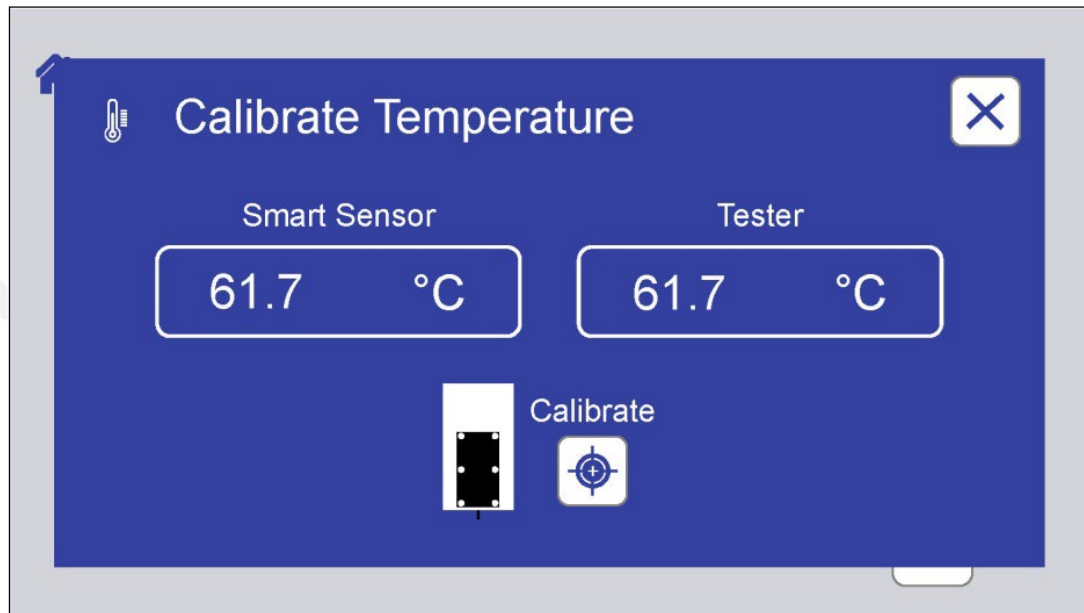 Calibrate Temperature
Smart Sensor Tester
61.7 °C 61.7 °C
Calibrate